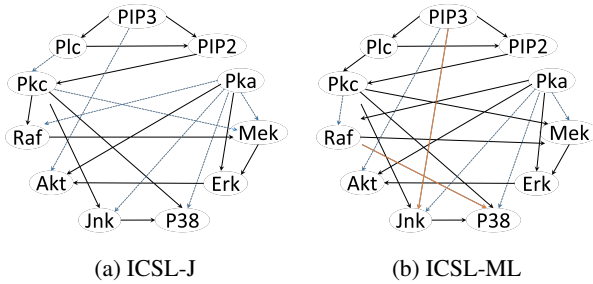 PIP3
Plc PIP2
Pkc Pka
Raf Mek
Akt Erk
Jnk P38
(a) ICSL-J
PIP3
Plc PIP2
Pkc Pka
Raf Mek
Akt Erk
Jnk P38
(b) ICSL-ML